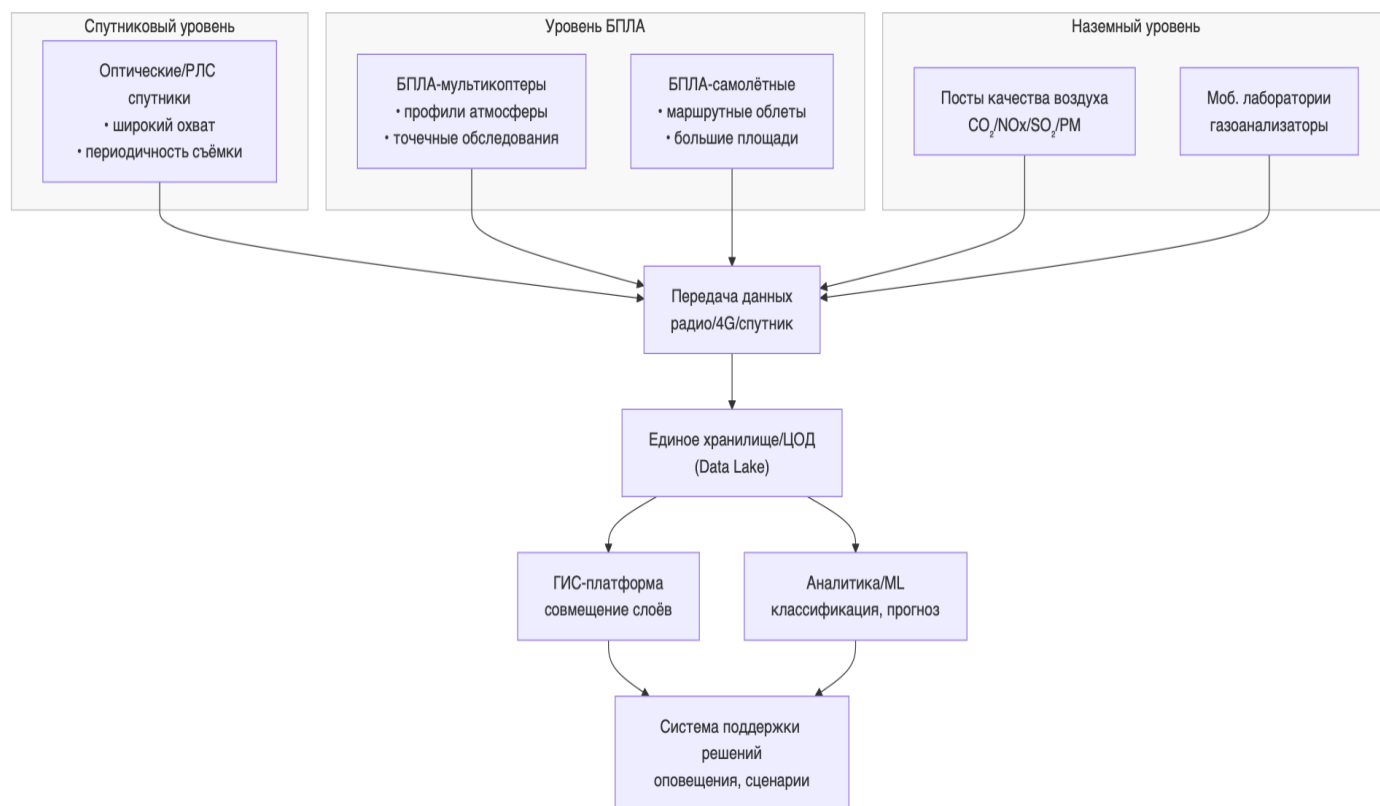 Спутниковый уровень
Оптические/РЛС
спутники
• широкий охват
• периодичность съёмки
Уровень БПЛА
БПЛА-мультикоптеры
• профили атмосферы
• точечные обследования
БПЛА-самолётные
• маршрутные облеты
• большие площади
Наземный уровень
Посты качества воздуха
CO₂/NOx/SO₂/PM
Моб. лаборатории
газоанализаторы
Передача данных
радио/4G/спутник
Единое хранилище/ЦОД
(Data Lake)
ГИС-платформа
совмещение слоёв
Аналитика/ML
классификация, прогноз
Система поддержки
решений
оповещения, сценарии